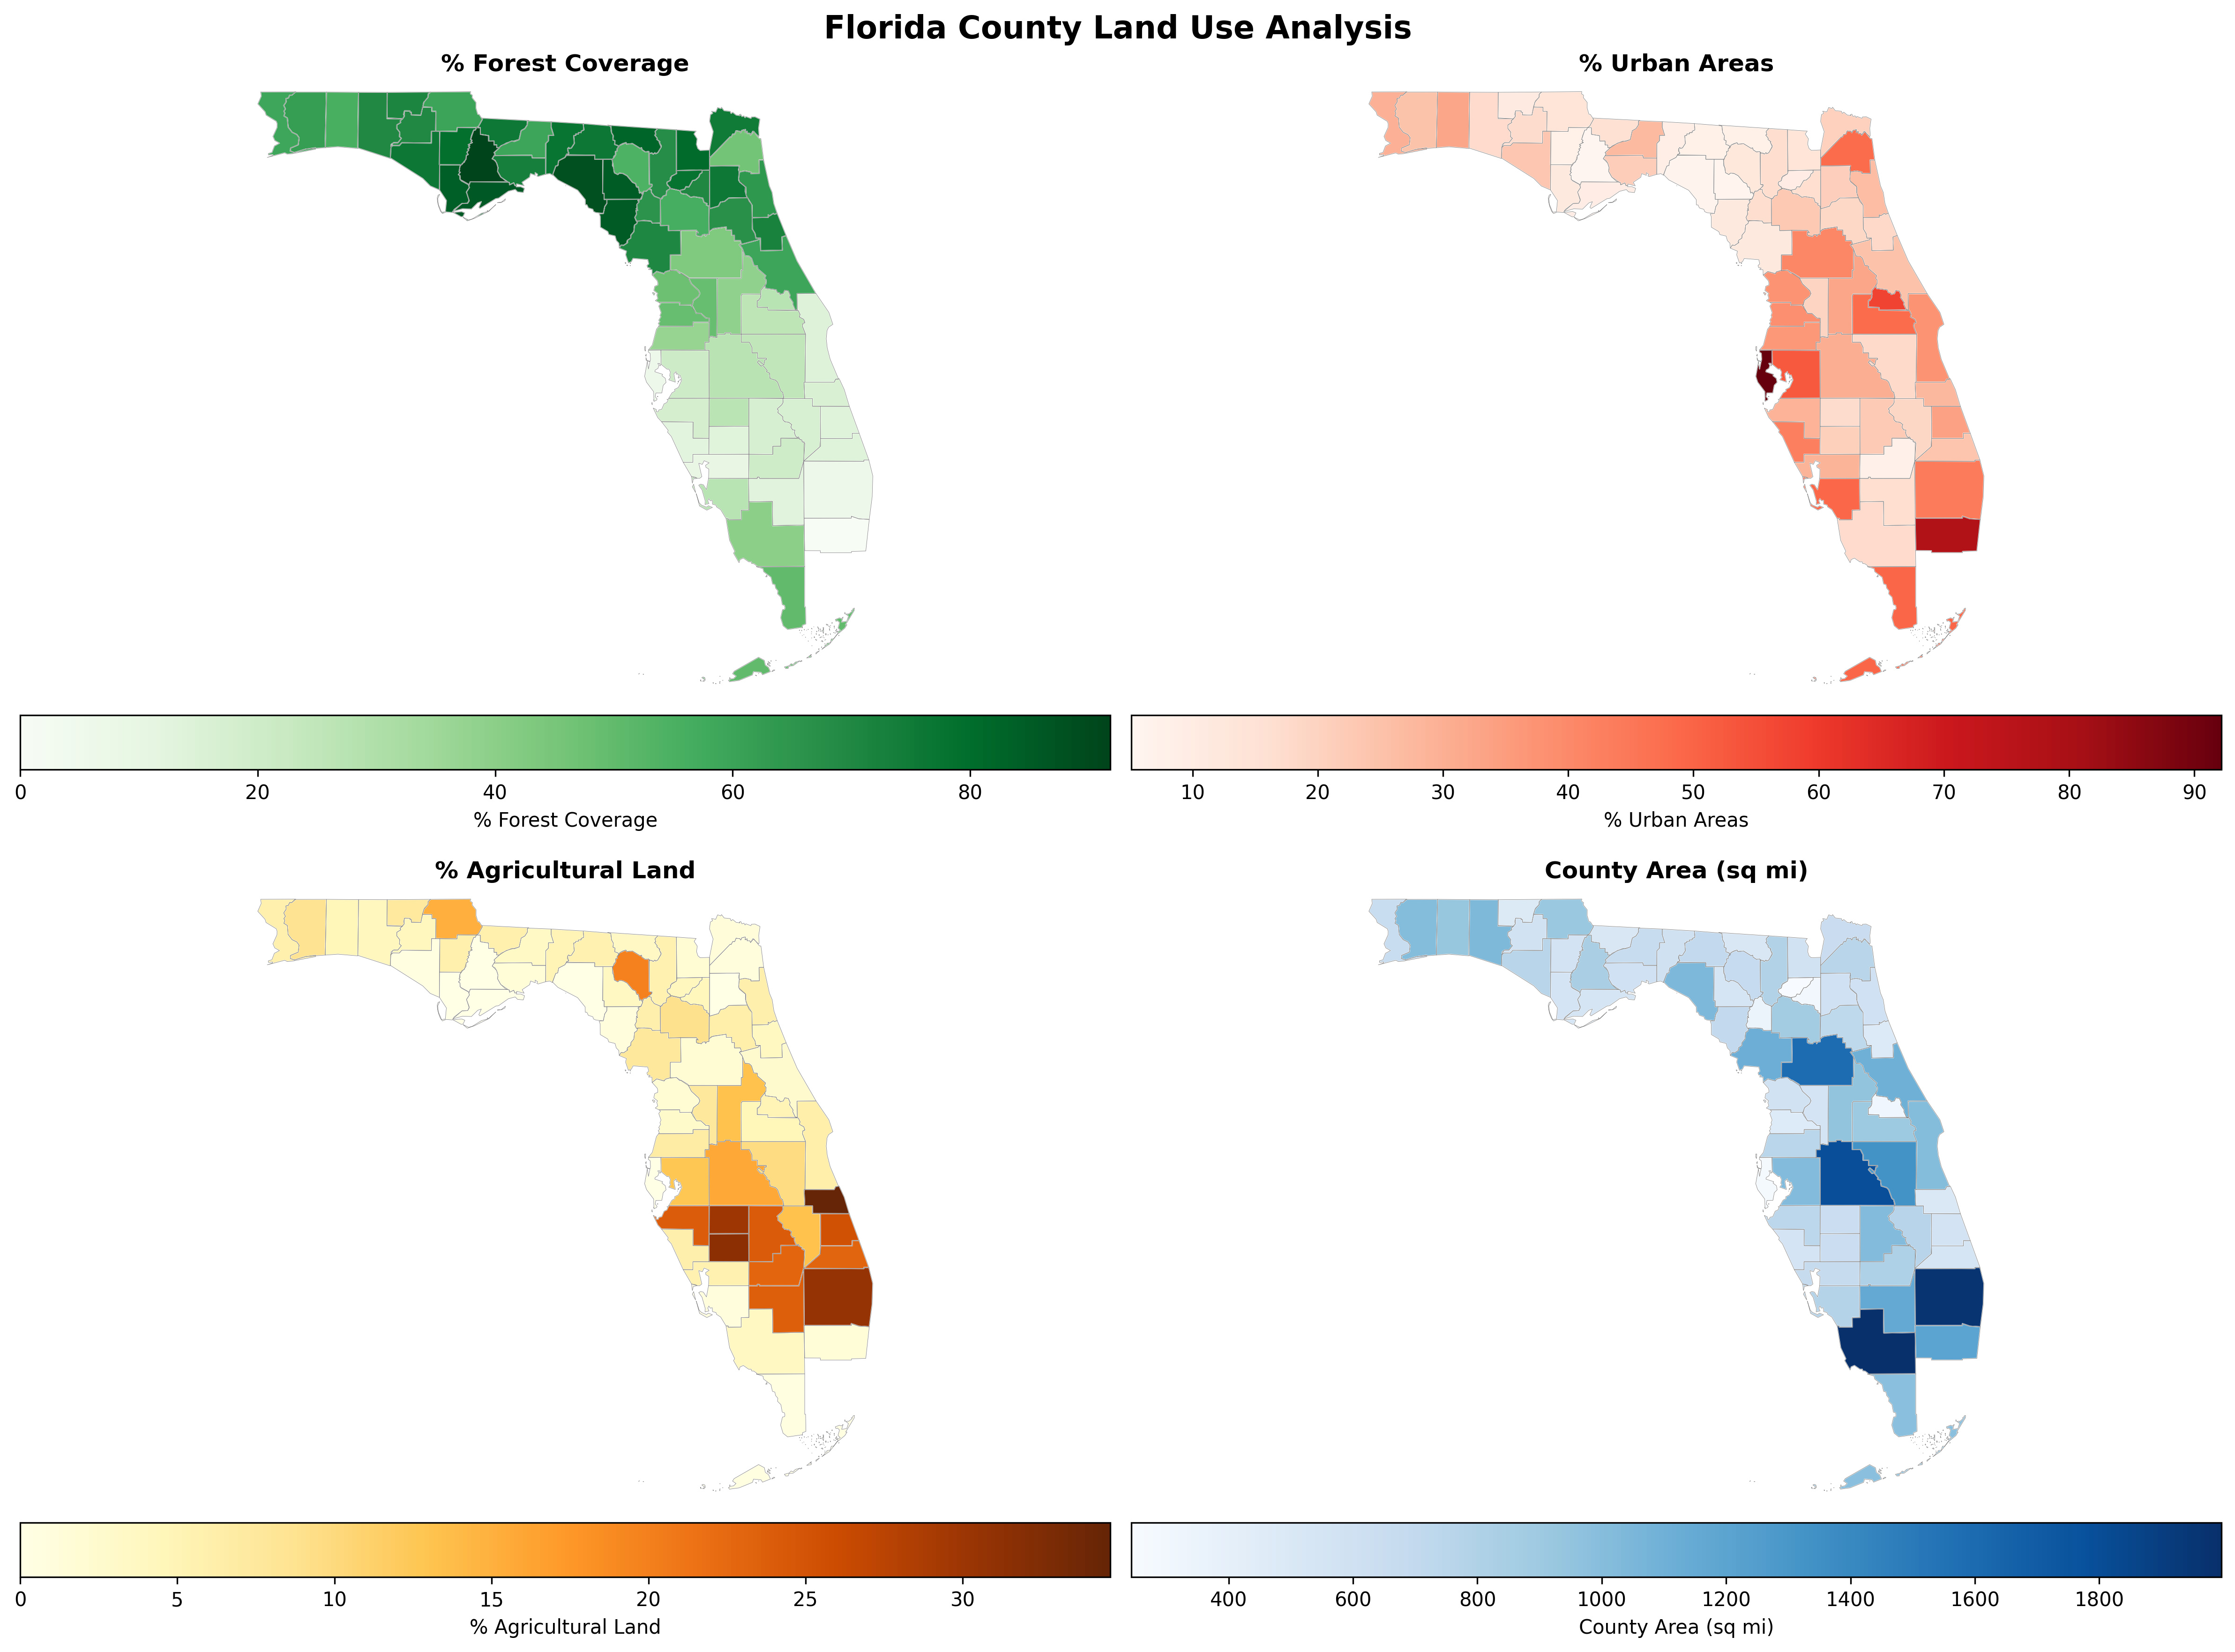 Florida County Land Use Analysis
% Forest Coverage
% Urban Areas
0 20 40 60 80
% Forest Coverage
10 20 30 40 50 60 70 80 90
% Urban Areas
% Agricultural Land
County Area (sq mi)
0 5 10 15 20 25 30
% Agricultural Land
400 600 800 1000 1200 1400 1600 1800
County Area (sq mi)